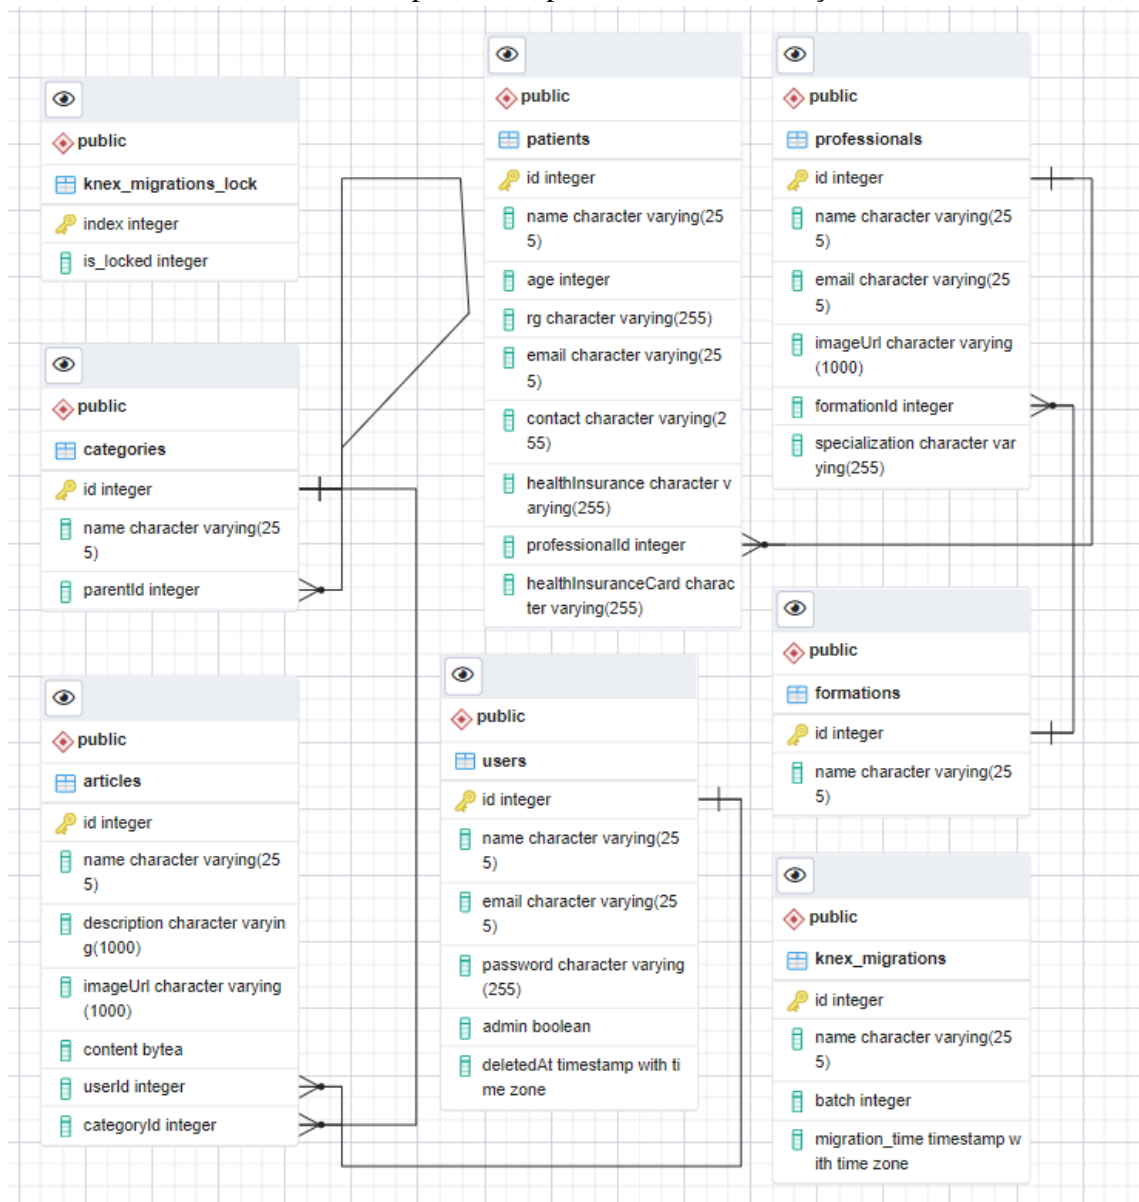 public
knex_migrations_lock
index integer
is_locked integer
public
categories
id integer
name character varying(25
5)
parentId integer
public
articles
id integer
name character varying(25
5)
description character varyin
g(1000)
imageUrl character varying
(1000)
content bytea
userId integer
categoryId integer
public
patients
id integer
name character varying(25
5)
age integer
rg character varying(255)
email character varying(25
5)
contact character varying(2
55)
healthInsurance character v
arying(255)
professionalId integer
healthInsuranceCard charac
ter varying(255)
public
users
id integer
name character varying(25
5)
email character varying(25
5)
password character varying
(255)
admin boolean
deletedAt timestamp with ti
me zone
public
professionals
id integer
name character varying(25
5)
email character varying(25
5)
imageUrl character varying
(1000)
formationId integer
specialization character var
ying(255)
public
formations
id integer
name character varying(25
5)
public
knex_migrations
id integer
name character varying(25
5)
batch integer
migration_time timestamp w
ith time zone